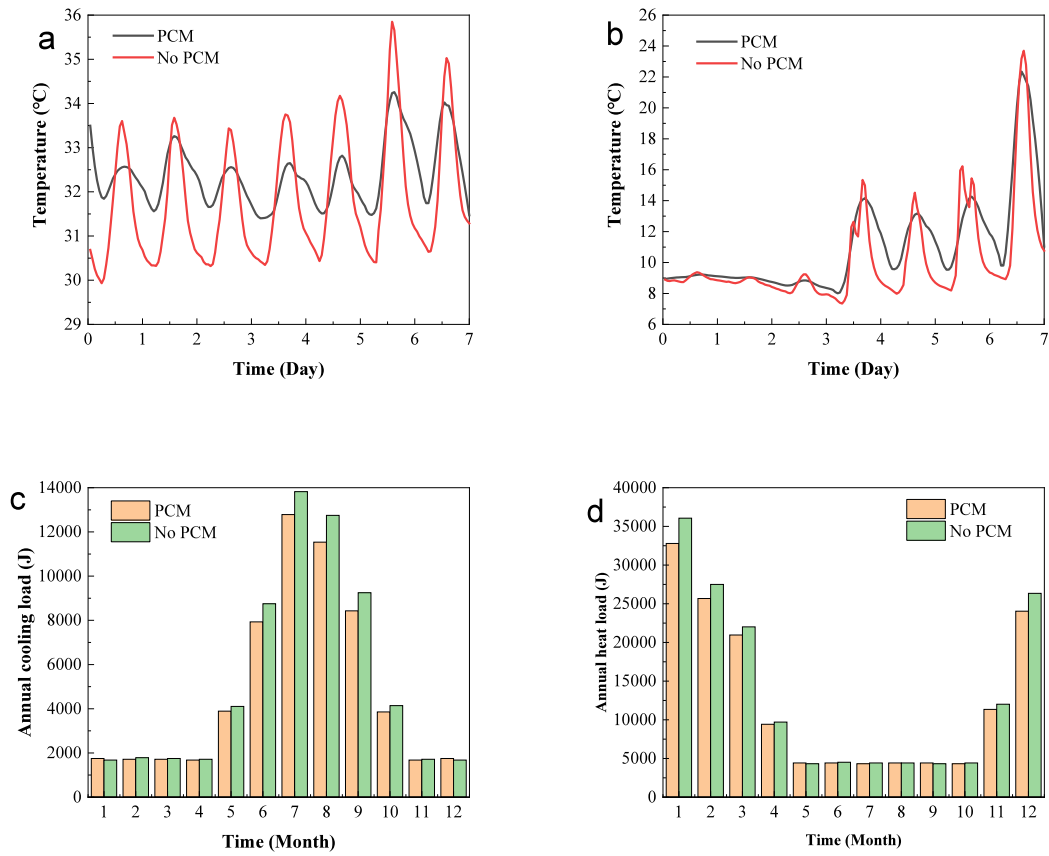 a
PCM
No PCM
Temperature (℃)
36
35
34
33
32
31
30
29
0 1 2 3 4 5 6 7
Time (Day)
b
PCM
No PCM
Temperature (℃)
26
24
22
20
18
16
14
12
10
8
6
0 1 2 3 4 5 6 7
Time (Day)
c
PCM
No PCM
Annual cooling load (J)
14000
12000
10000
8000
6000
4000
2000
0
1 2 3 4 5 6 7 8 9 10 11 12
Time (Month)
d
PCM
No PCM
Annual heat load (J)
40000
35000
30000
25000
20000
15000
10000
5000
0
1 2 3 4 5 6 7 8 9 10 11 12
Time (Month)